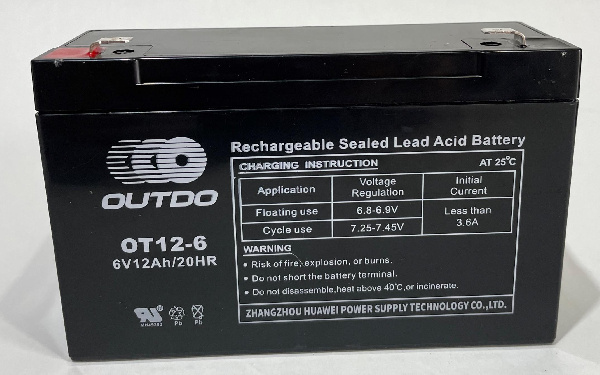 Rechargeable Sealed Lead Acid Battery
CHARGING INSTRUCTION AT 25°C
Application Voltage Regulation Initial Current
Floating use 6.8-6.9V Less than 3.6A
Cycle use 7.25-7.45V
WARNING
• Risk of fire, explosion, or burns.
• Do not short the battery terminal.
• Do not disassemble,heat above 40°C,or incinerate.
ZHANGZHOU HUAWEI POWER SUPPLY TECHNOLOGY CO.,LTD.
OUTDO
OT12-6
6V12Ah/20HR
Pb
Pb